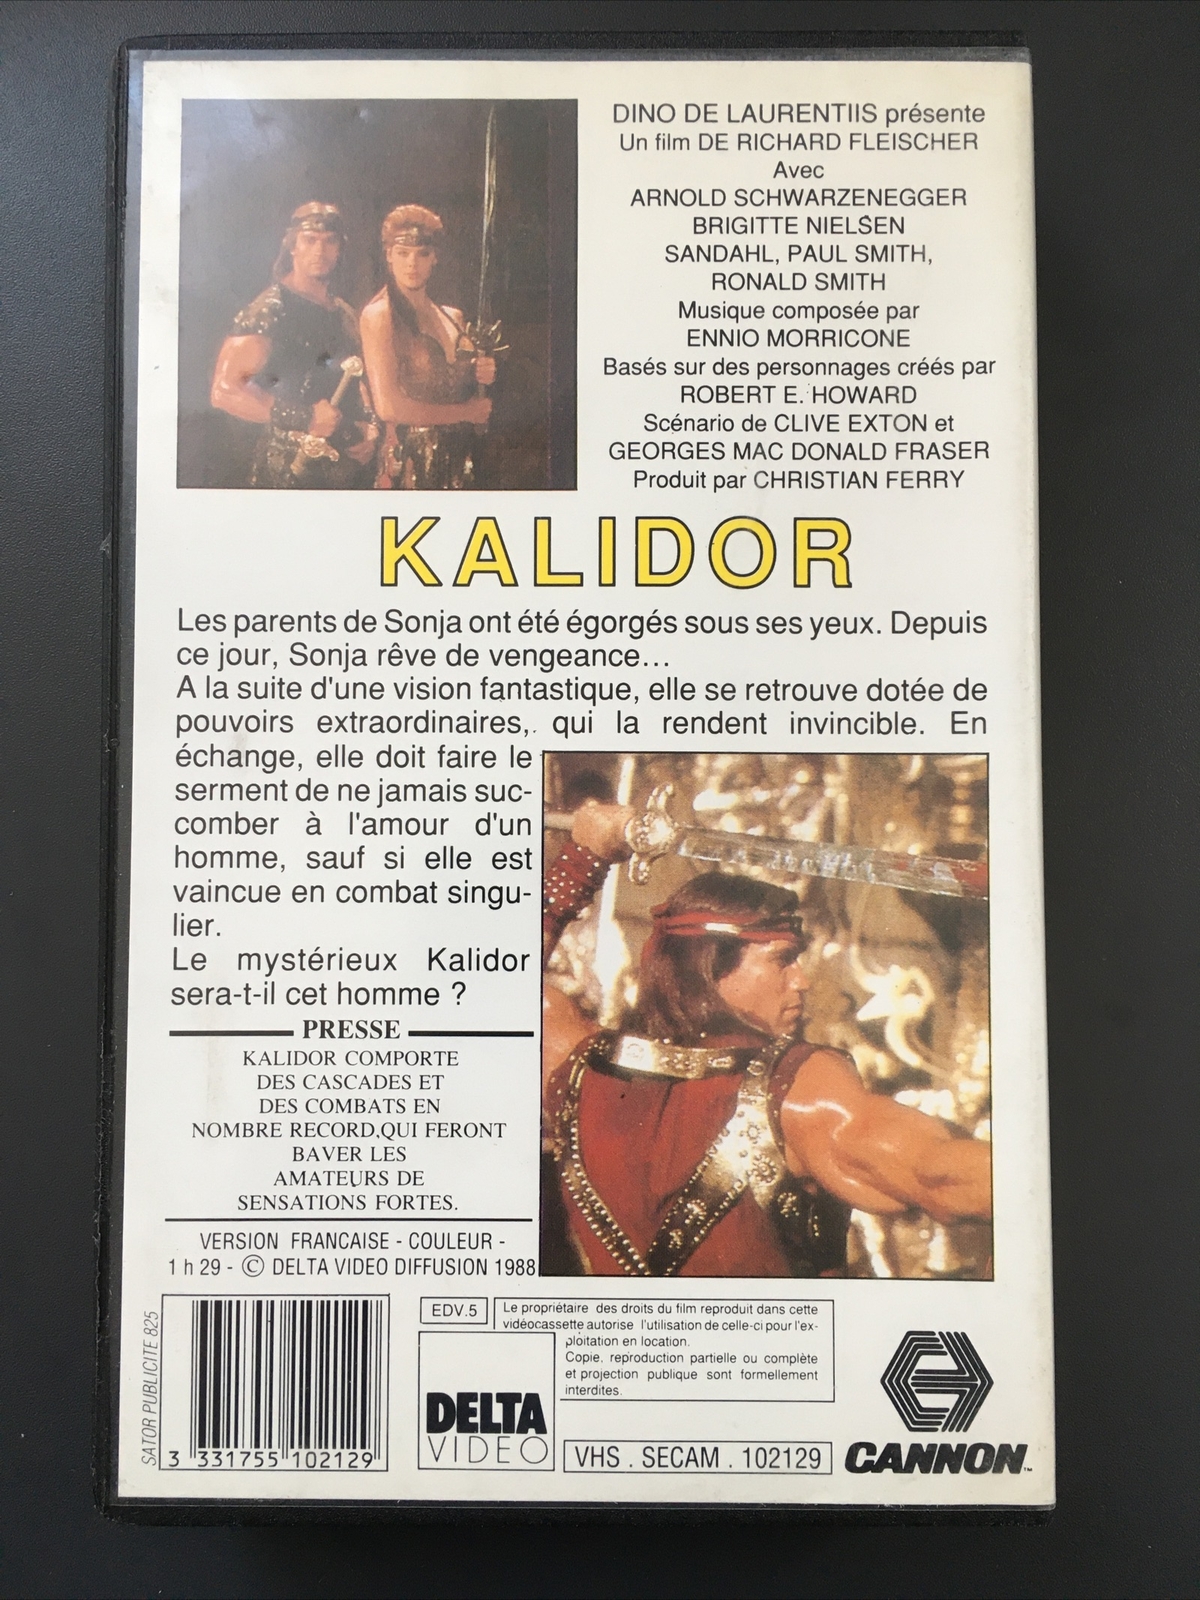 DINO DE LAURENTIIS présente
Un film DE RICHARD FLEISCHER
Avec
ARNOLD SCHWARZENEGGER
BRIGITTE NIELSEN
SANDAHL, PAUL SMITH,
RONALD SMITH
Musique composée par
ENNIO MORRICONE
Basés sur des personnages créés par
ROBERT E. HOWARD
Scénario de CLIVE EXTON et
GEORGES MAC DONALD FRASER
Produit par CHRISTIAN FERRY
KALIDOR
Les parents de Sonja ont été égorgés sous ses yeux. Depuis
ce jour, Sonja rêve de vengeance...
A la suite d'une vision fantastique, elle se retrouve dotée de
pouvoirs extraordinaires, qui la rendent invincible. En
échange, elle doit faire le
serment de ne jamais suc-
comber à l'amour d'un
homme, sauf si elle est
vaincue en combat singu-
lier.
Le mystérieux Kalidor
sera-t-il cet homme ?
PRESSE
KALIDOR COMPORTE
DES CASCADES ET
DES COMBATS EN
NOMBRE RECORD,QUI FERONT
BAVER LES
AMATEURS DE
SENSATIONS FORTES.
VERSION FRANCAISE - COULEUR -
1 h 29 - © DELTA VIDEO DIFFUSION 1988
SATOR PUBLICITE 825
3 331755 102129
EDV.5
Le propriétaire des droits du film reproduit dans cette
vidéocassette autorise l'utilisation de celle-ci pour l'ex-
ploitation en location.
Copie, reproduction partielle ou complète
et projection publique sont formellement
interdites.
DELTA
VIDEO
VHS . SECAM . 102129
CANNON™